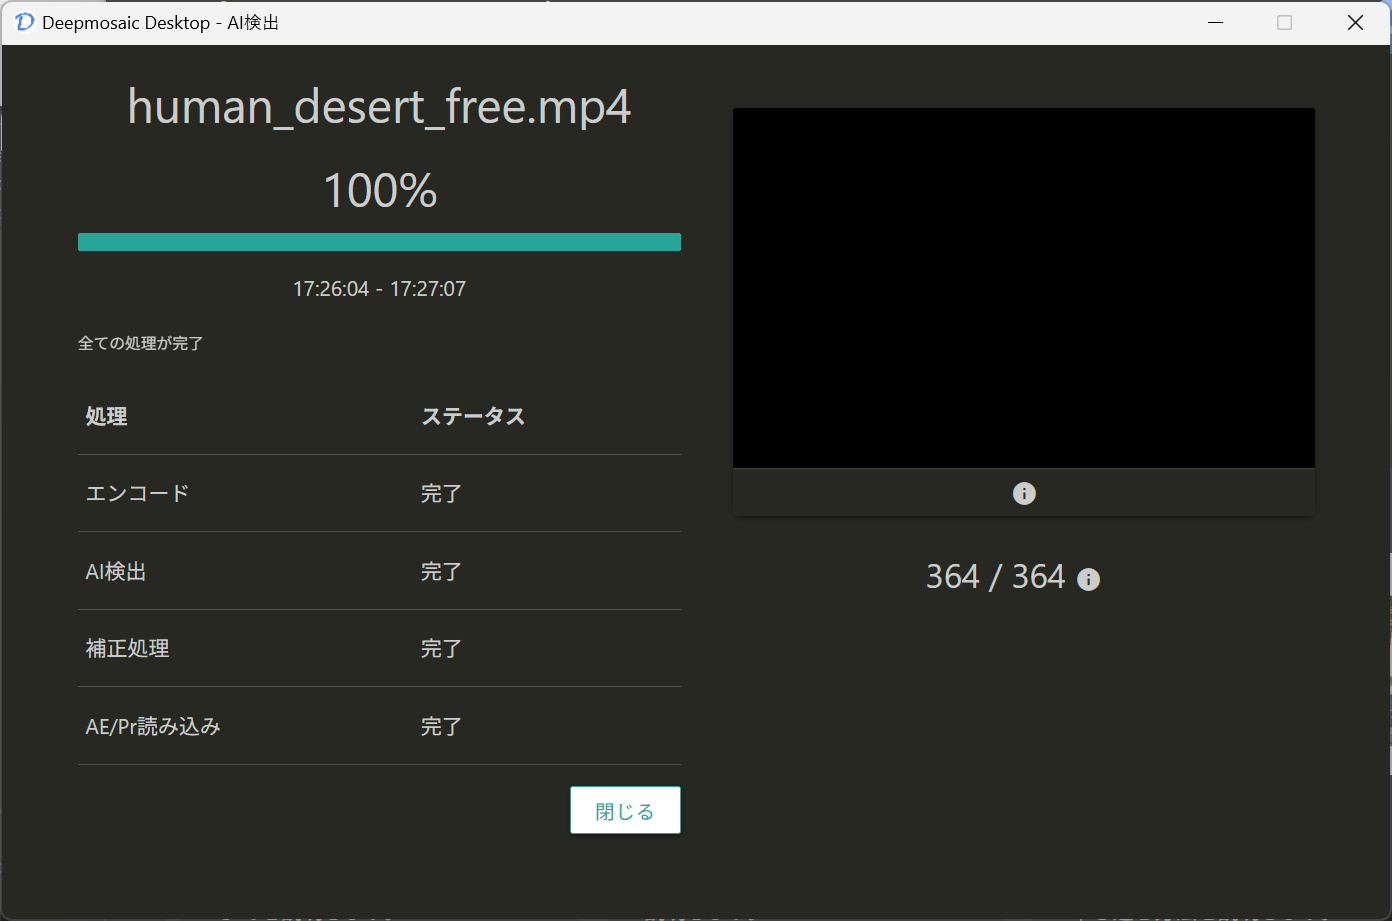 Deepmosaic Desktop - AI検出
human_desert_free.mp4
100%
17:26:04 - 17:27:07
全ての処理が完了
処理 ステータス
エンコード 完了
AI検出 完了
補正処理 完了
AE/Pr読み込み 完了
閉じる
364 / 364